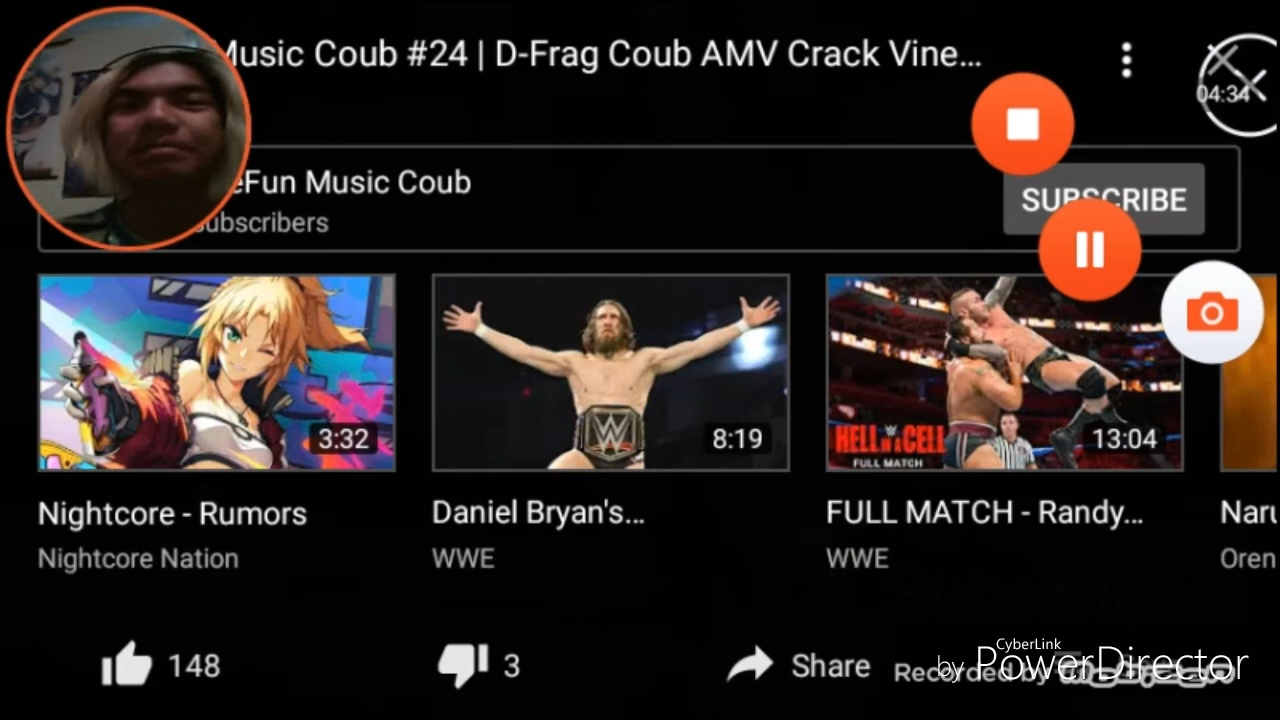 Music Coub #24 | D-Frag Coub AMV Crack Vine...
04:34
eFun Music Coub
subscribers
SUBSCRIBE
3:32
8:19
HELL IN A CELL
FULL MATCH
13:04
Nightcore - Rumors
Daniel Bryan's...
FULL MATCH - Randy...
Naru
Nightcore Nation
WWE
WWE
Oren
148
3
Share
Recorded by
CyberLink
by PowerDirector